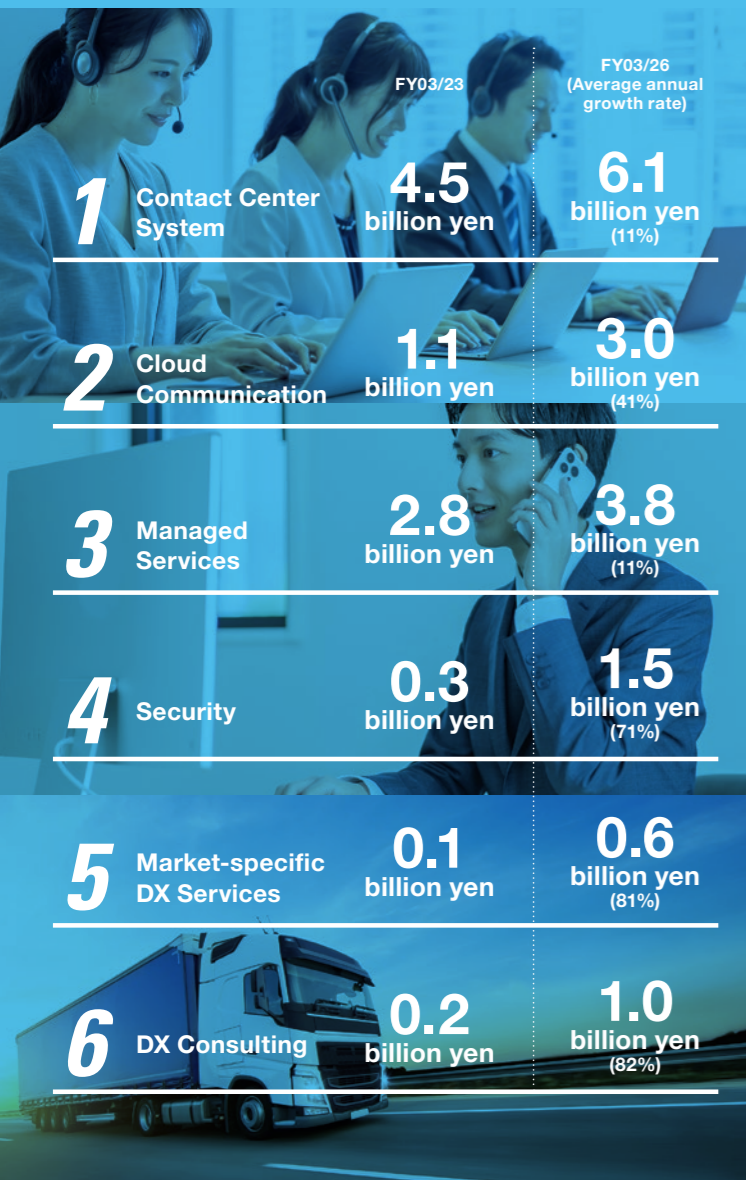 FY03/23
FY03/26
(Average annual
growth rate)
1
Contact Center
System
4.5
billion yen
6.1
billion yen
(11%)
2
Cloud
Communication
1.1
billion yen
3.0
billion yen
(41%)
3
Managed
Services
2.8
billion yen
3.8
billion yen
(11%)
4
Security
0.3
billion yen
1.5
billion yen
(71%)
5
Market-specific
DX Services
0.1
billion yen
0.6
billion yen
(81%)
6
DX Consulting
0.2
billion yen
1.0
billion yen
(82%)